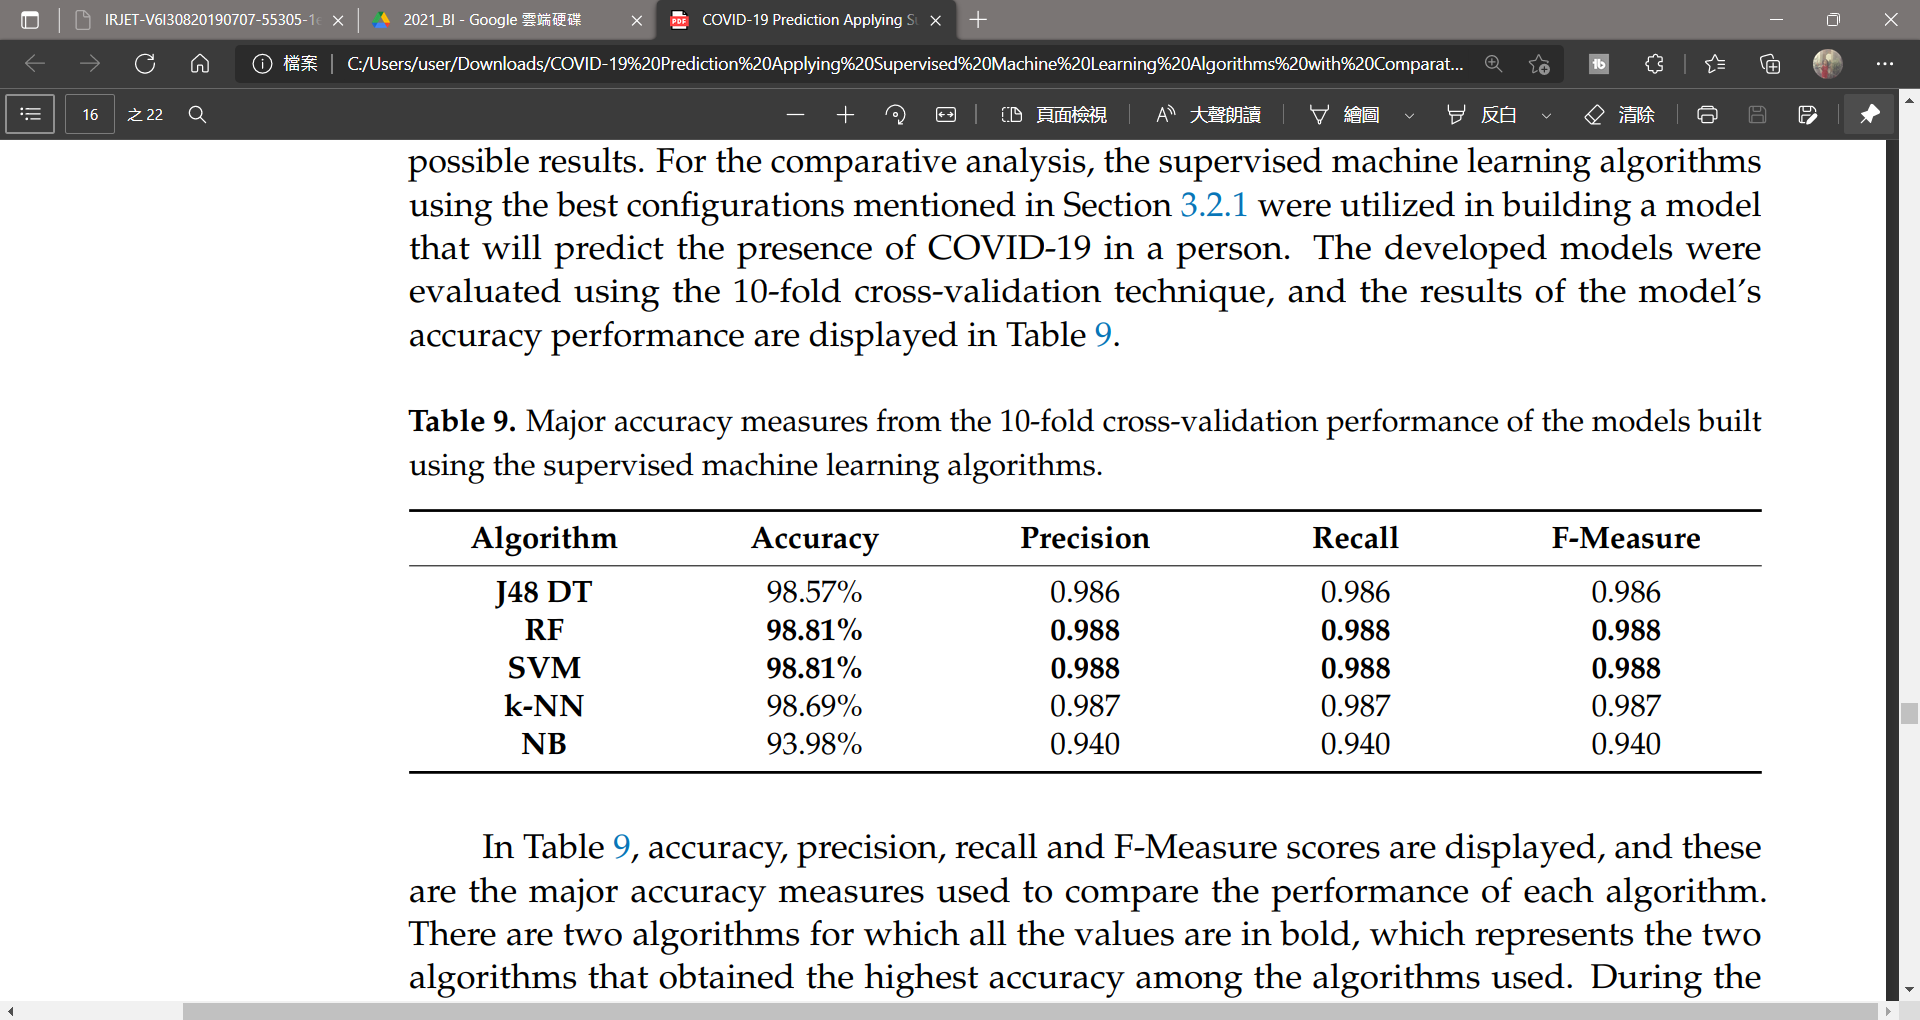 IRJET-V6I30820190707-55305-1
2021_BI - Google 雲端硬碟
COVID-19 Prediction Applying S
檔案
C:/Users/user/Downloads/COVID-19%20Prediction%20Applying%20Supervised%20Machine%20Learning%20Algorithms%20with%20Comparat...
16
之 22
頁面檢視
大聲朗讀
繪圖
反白
清除
possible results. For the comparative analysis, the supervised machine learning algorithms
using the best configurations mentioned in Section 3.2.1 were utilized in building a model
that will predict the presence of COVID-19 in a person. The developed models were
evaluated using the 10-fold cross-validation technique, and the results of the model's
accuracy performance are displayed in Table 9.
Table 9. Major accuracy measures from the 10-fold cross-validation performance of the models built
using the supervised machine learning algorithms.
Algorithm Accuracy Precision Recall F-Measure
J48 DT 98.57% 0.986 0.986 0.986
RF 98.81% 0.988 0.988 0.988
SVM 98.81% 0.988 0.988 0.988
k-NN 98.69% 0.987 0.987 0.987
NB 93.98% 0.940 0.940 0.940
In Table 9, accuracy, precision, recall and F-Measure scores are displayed, and these
are the major accuracy measures used to compare the performance of each algorithm.
There are two algorithms for which all the values are in bold, which represents the two
algorithms that obtained the highest accuracy among the algorithms used. During the